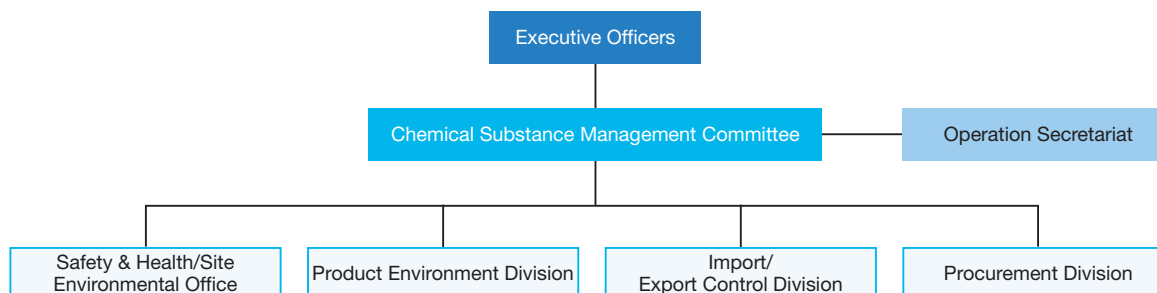 Executive Officers
Chemical Substance Management Committee
Operation Secretariat
Safety & Health/Site
Environmental Office
Product Environment Division
Import/
Export Control Division
Procurement Division